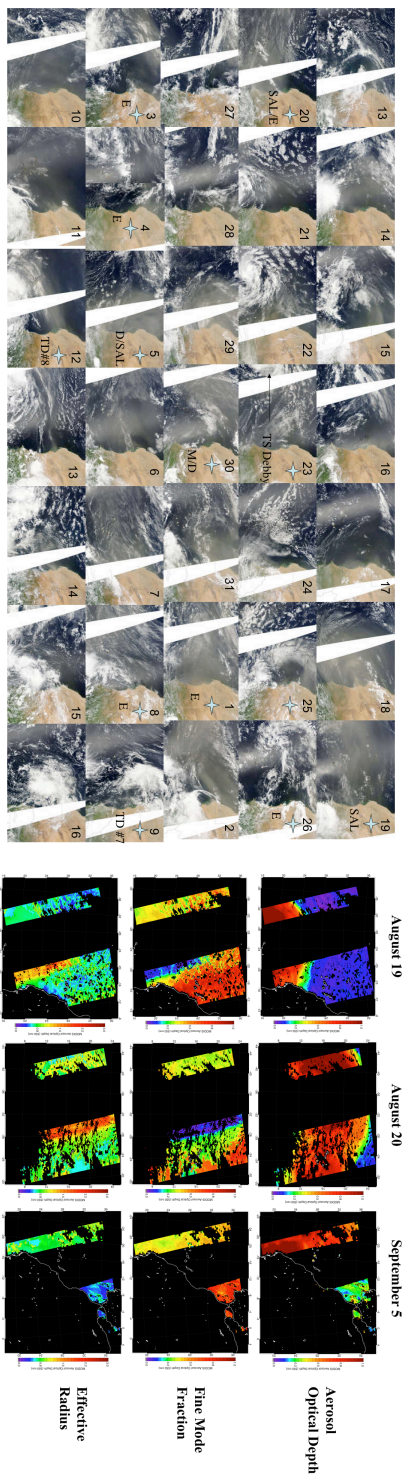 13 14 15 16 17 18 19
SAL
20 21 22 23 24 25 26
SAL/E TS Debby E
27 28 29 30 31 1 2
M/D E
3 4 5 6 7 8 9
E E D/SAL E TD #7
10 11 12 13 14 15 16
TD#8
August 19 August 20 September 5
Aerosol
Optical Depth
Fine Mode
Fraction
Effective
Radius